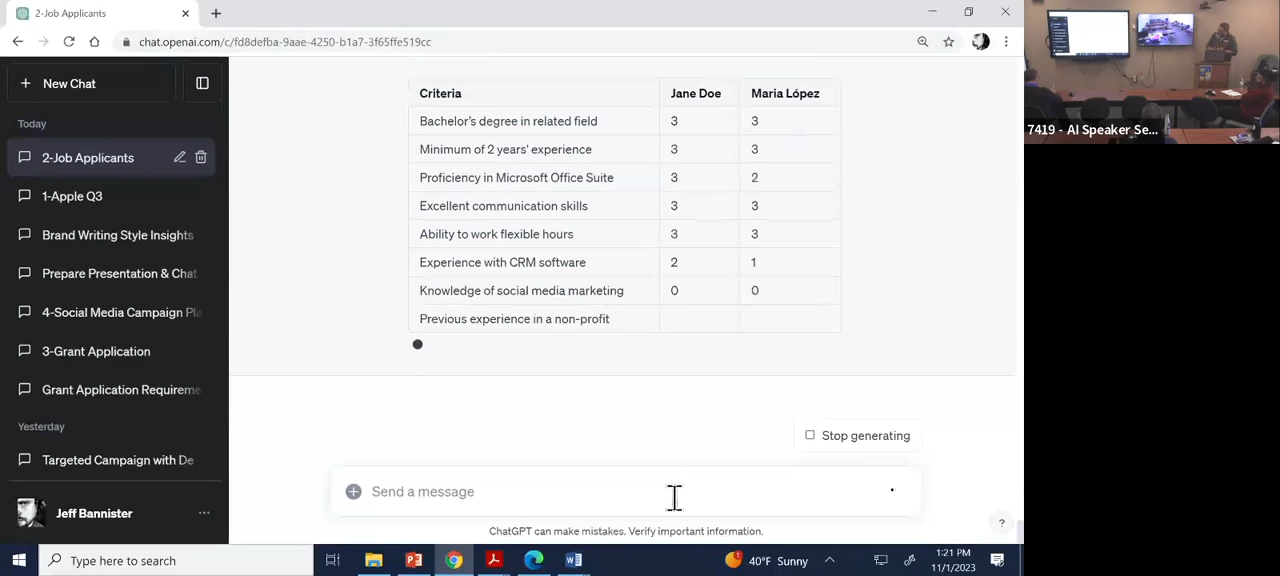 2-Job Applicants
chat.openai.com/c/fd8defba-9aae-4250-b1b1-3f65ffe519cc
New Chat
Today
2-Job Applicants
1-Apple Q3
Brand Writing Style Insights
Prepare Presentation & Chat
4-Social Media Campaign Pla
3-Grant Application
Grant Application Requireme
Yesterday
Targeted Campaign with De
Jeff Bannister
Criteria Jane Doe Maria López
Bachelor's degree in related field 3 3
Minimum of 2 years' experience 3 3
Proficiency in Microsoft Office Suite 3 2
Excellent communication skills 3 3
Ability to work flexible hours 3 3
Experience with CRM software 2 1
Knowledge of social media marketing 0 0
Previous experience in a non-profit
Stop generating
Send a message
ChatGPT can make mistakes. Verify important information.
?
Type here to search
40°F Sunny
1:21 PM
11/1/2023
7419 - AI Speaker Se...